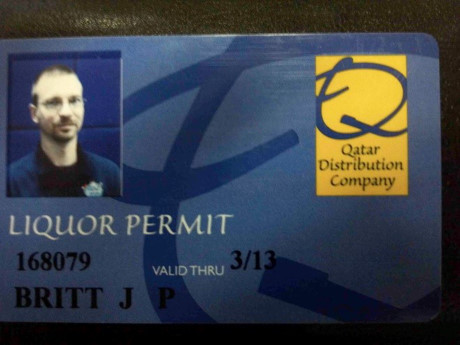 Qatar
Distribution
Company
LIQUOR PERMIT
168079
VALID THRU 3/13
BRITT J P